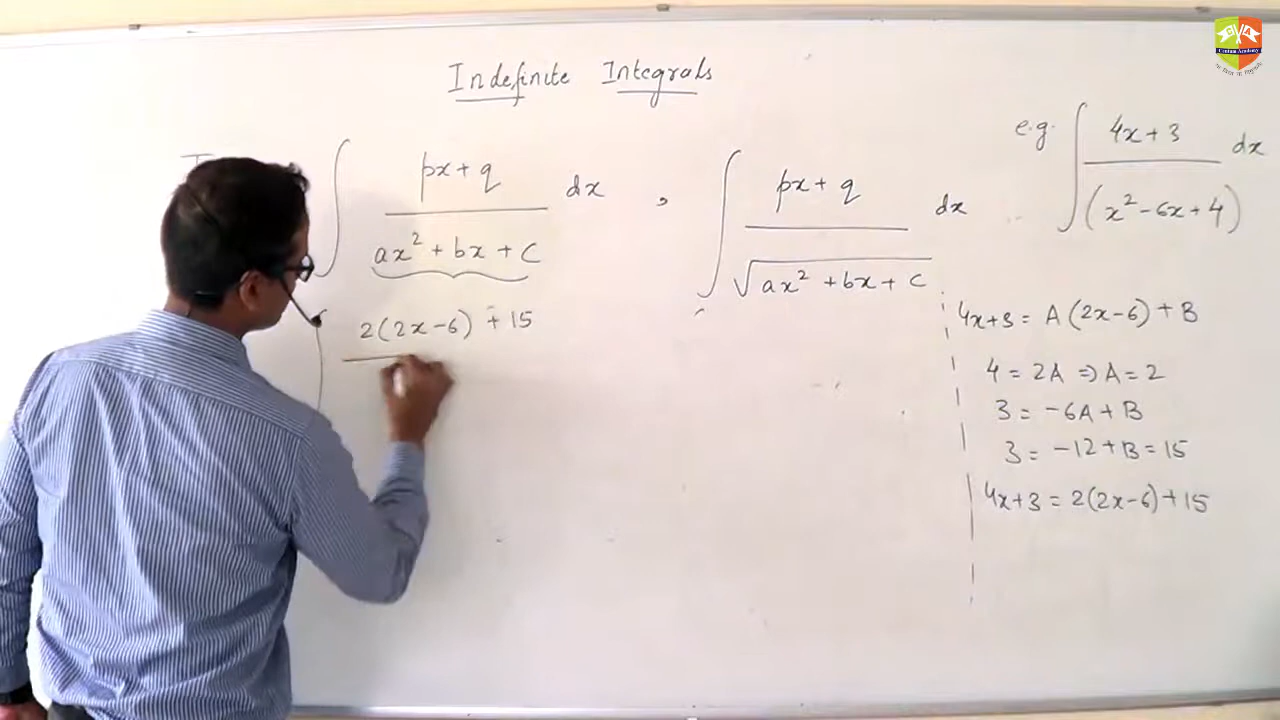 Indefinite Integrals
∫ (px + q)/(ax² + bx + c) dx , ∫ (px + q)/√(ax² + bx + c) dx
2(2x-6) + 15
e.g. ∫ (4x+3)/(x²-6x+4) dx
4x+3 = A(2x-6) + B
4 = 2A ⇒ A = 2
3 = -6A + B
3 = -12 + B = 15
4x+3 = 2(2x-6) + 15
Centum Academy